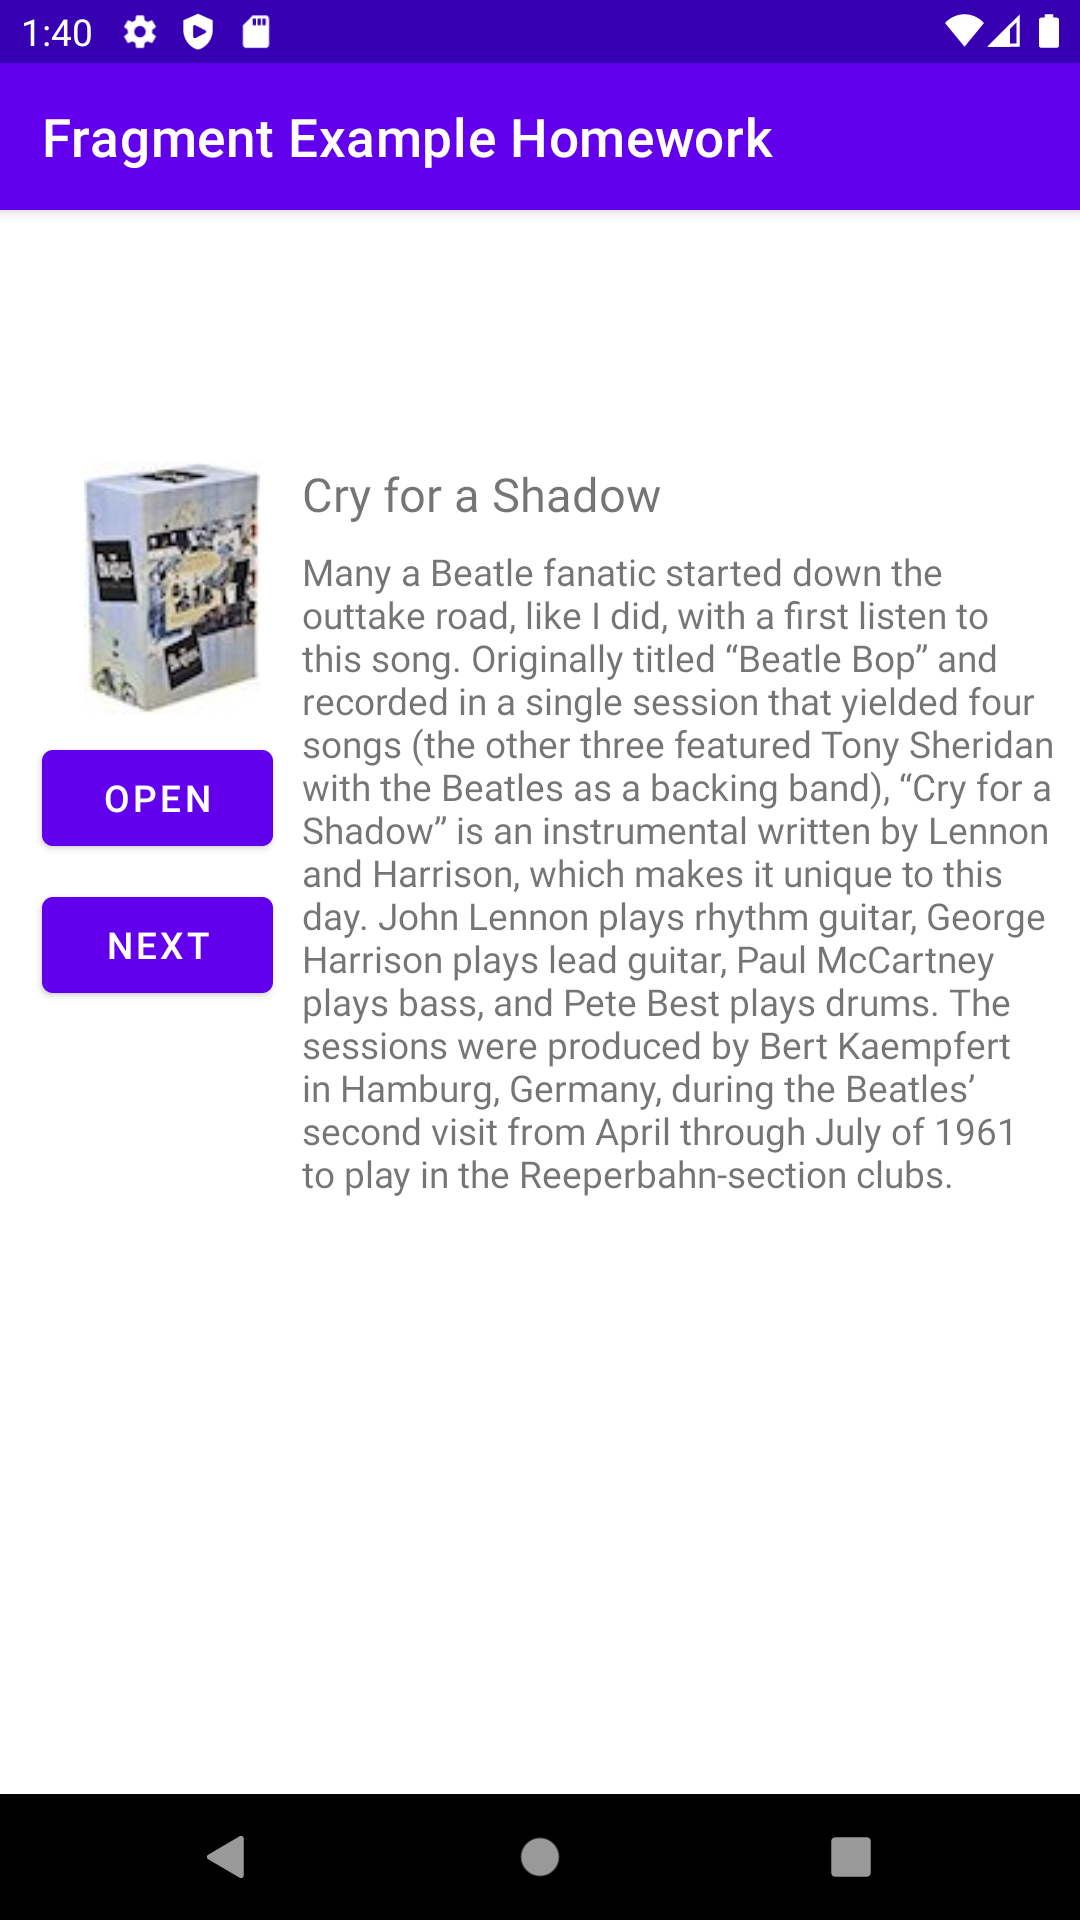 1:40
Fragment Example Homework
Cry for a Shadow
Many a Beatle fanatic started down the
outtake road, like I did, with a first listen to
this song. Originally titled “Beatle Bop” and
recorded in a single session that yielded four
songs (the other three featured Tony Sheridan
with the Beatles as a backing band), “Cry for a
Shadow” is an instrumental written by Lennon
and Harrison, which makes it unique to this
day. John Lennon plays rhythm guitar, George
Harrison plays lead guitar, Paul McCartney
plays bass, and Pete Best plays drums. The
sessions were produced by Bert Kaempfert
in Hamburg, Germany, during the Beatles’
second visit from April through July of 1961
to play in the Reeperbahn-section clubs.
OPEN
NEXT